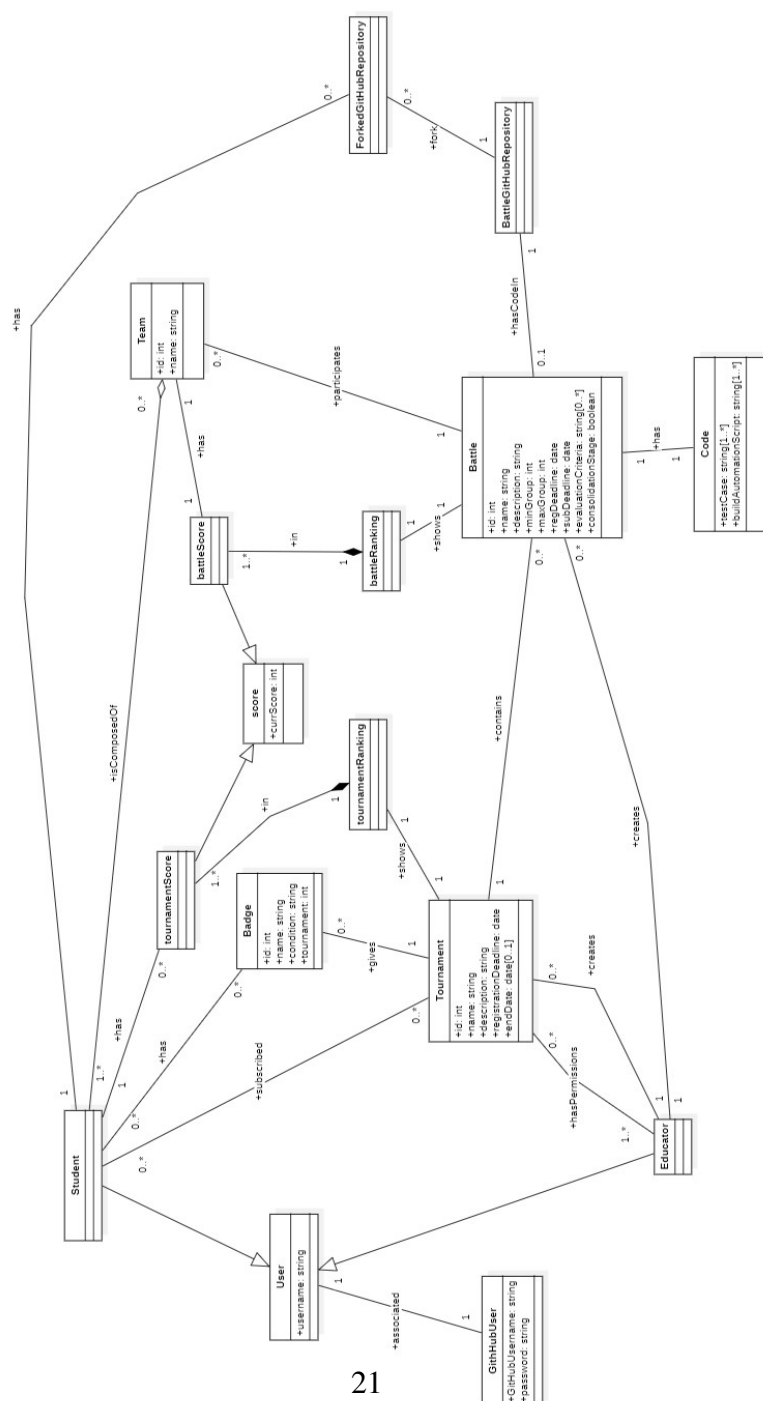 Student
User
+username: string
GithHubUser
+GitHubUsername: string
+password: string
1
+associated
1
Educator
1
+has
0..*
1..*
+isComposedOf
0..*
1
+has
0..*
0..*
+has
0..*
0..*
+subscribed
0..*
1..*
+hasPermissions
0..*
1
+creates
0..*
1
+creates
0..*
tournamentScore
1..*
+in
1
Badge
+id: int
+name: string
+condition: string
+tournament: int
0..*
+gives
1
Tournament
+id: int
+name: string
+description: string
+registrationDeadline: date
+endDate: date[0..1]
1
+shows
1
tournamentRanking
1
+contains
0..*
score
+currScore: int
battleScore
1
+has
1
1..*
+in
1
battleRanking
1
+shows
1
Team
+id: int
+name: string
0..*
+participates
1
Battle
+id: int
+name: string
+description: string
+minGroup: int
+maxGroup: int
+regDeadline: date
+subDeadline: date
+evaluationCriteria: string[0..*]
+consolidationStage: boolean
1
+has
1
Code
+testCase: string[1..*]
+buildAutomationScript: string[1..*]
0..1
+hasCodeIn
1
BattleGitHubRepository
1
+fork
0..*
ForkedGitHubRepository
21